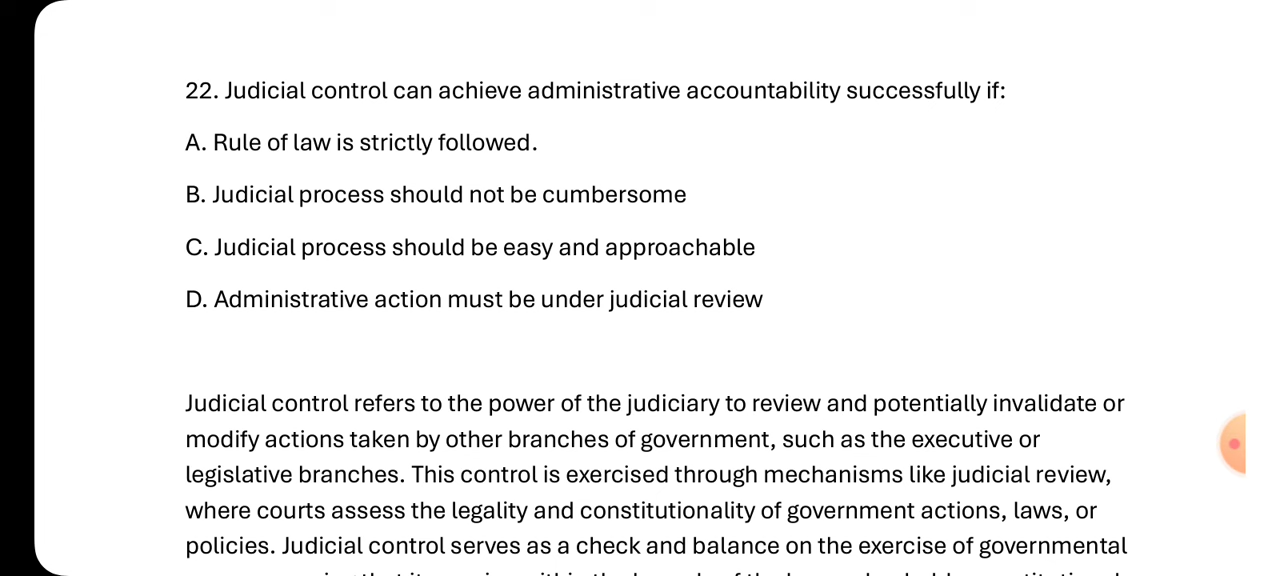 22. Judicial control can achieve administrative accountability successfully if:
A. Rule of law is strictly followed.
B. Judicial process should not be cumbersome
C. Judicial process should be easy and approachable
D. Administrative action must be under judicial review
Judicial control refers to the power of the judiciary to review and potentially invalidate or
modify actions taken by other branches of government, such as the executive or
legislative branches. This control is exercised through mechanisms like judicial review,
where courts assess the legality and constitutionality of government actions, laws, or
policies. Judicial control serves as a check and balance on the exercise of governmental